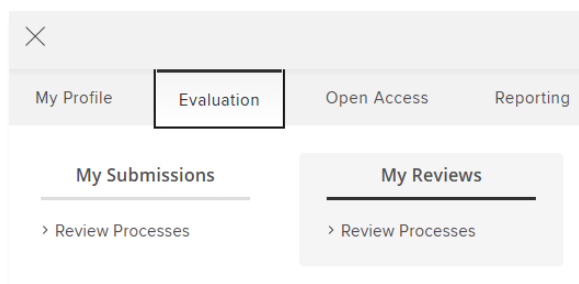 My Profile Evaluation Open Access Reporting
My Submissions My Reviews
> Review Processes > Review Processes